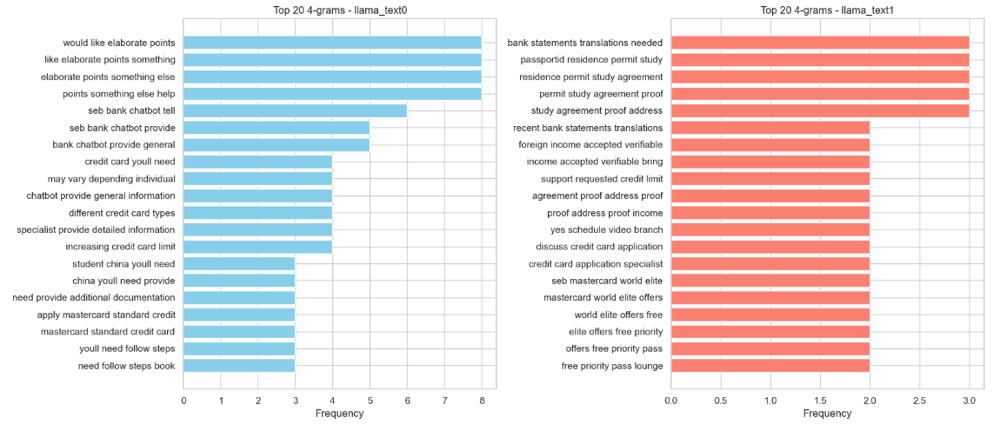 Top 20 4-grams - llama_text0
would like elaborate points
like elaborate points something
elaborate points something else
points something else help
seb bank chatbot tell
seb bank chatbot provide
bank chatbot provide general
credit card youll need
may vary depending individual
chatbot provide general information
different credit card types
specialist provide detailed information
increasing credit card limit
student china youll need
china youll need provide
need provide additional documentation
apply mastercard standard credit
mastercard standard credit card
youll need follow steps
need follow steps book
0 1 2 3 4 5 6 7 8
Frequency
Top 20 4-grams - llama_text1
bank statements translations needed
passportid residence permit study
residence permit study agreement
permit study agreement proof
study agreement proof address
recent bank statements translations
foreign income accepted verifiable
income accepted verifiable bring
support requested credit limit
agreement proof address proof
proof address proof income
yes schedule video branch
discuss credit card application
credit card application specialist
seb mastercard world elite
mastercard world elite offers
world elite offers free
elite offers free priority
offers free priority pass
free priority pass lounge
0.0 0.5 1.0 1.5 2.0 2.5 3.0
Frequency